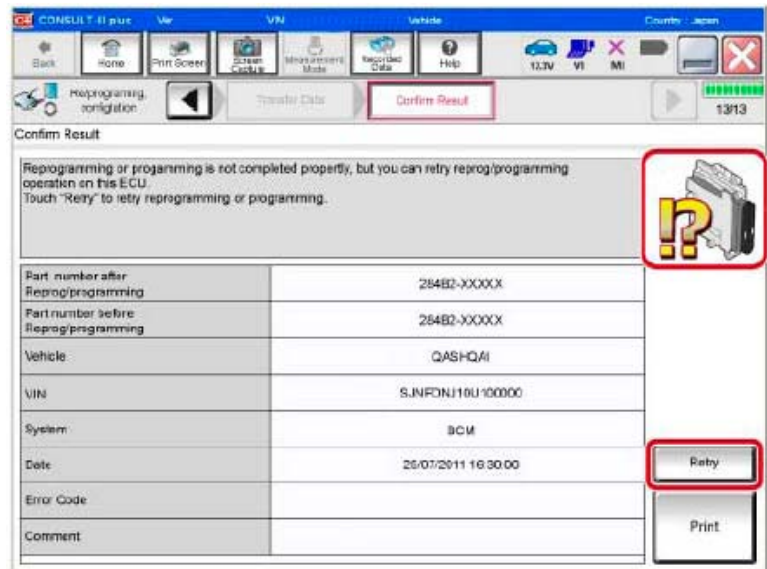 CONSULT-III plus Ver VIN Vehicle Country : Japan
Back Home Print Screen Screen Capture Measurement Mode Recorded Data Help 12.3V VI MI
Reprogramming, Transfer Data Confirm Result 13/13
Confirm Result
Reprogramming or progamming is not completed propertly, but you can retry reprog/programming
operation on this ECU.
Touch "Retry" to retry reprogramming or programming.
!?
Part number after
Reprog/programming 284B2-XXXXX
Part number before
Reprog/programming 284B2-XXXXX
Vehicle QASHQAI
VIN
System BCM
Date 26/07/2011 16:30:00
Retry
Error Code
Comment
Print